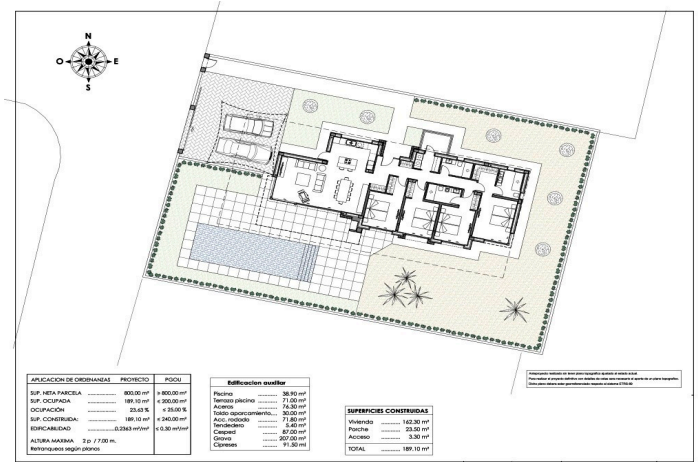 N
O
E
S
APLICACION DE ORDENANZAS PROYECTO PGOU
SUP. NETA PARCELA .............. 800,00 m² ≥ 800,00 m²
SUP. OCUPADA .............. 189,10 m² ≤ 200,00 m²
OCUPACIÓN .............. 23,63 % ≤ 25,00 %
SUP. CONSTRUIDA: .............. 189,10 m² ≤ 240,00 m²
EDIFICABILIDAD ..............0,2363 m²/m² ≤ 0.30 m²/m²
ALTURA MAXIMA 2 p / 7.00 m.
Retranqueos según planos
Edificacion auxiliar
Piscina .......... 38.90 m²
Terraza piscina .......... 71.00 m²
Aceras .......... 76.30 m²
Toldo aparcamiento.... 30.00 m²
Acc. rodado .......... 71.80 m²
Tendedero .......... 5.40 m²
Cesped .......... 87.00 m²
Grava .......... 207.00 m²
Cipreses .......... 91.50 ml
SUPERFICIES CONSTRUIDAS
Vivienda .......... 162.30 m²
Porche .......... 23.50 m²
Acceso .......... 3.30 m²
TOTAL .......... 189.10 m²